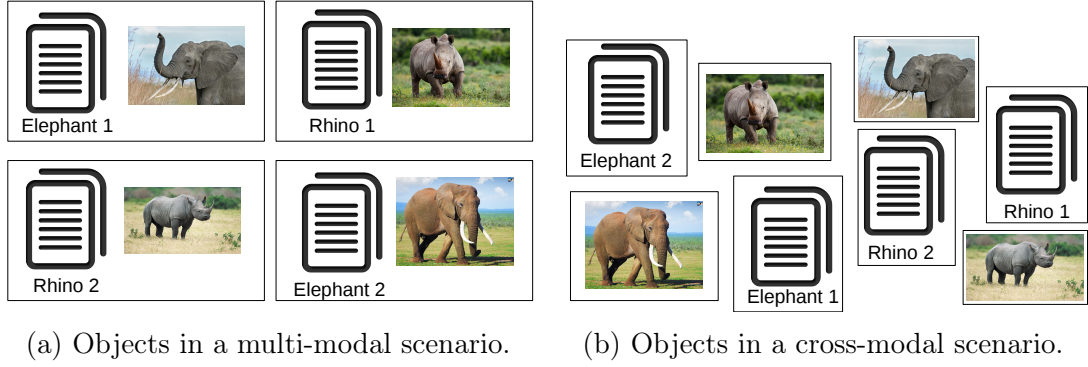 Elephant 1
Rhino 1
Rhino 2
Elephant 2
(a) Objects in a multi-modal scenario.
Elephant 2
Rhino 1
Rhino 2
Elephant 1
(b) Objects in a cross-modal scenario.